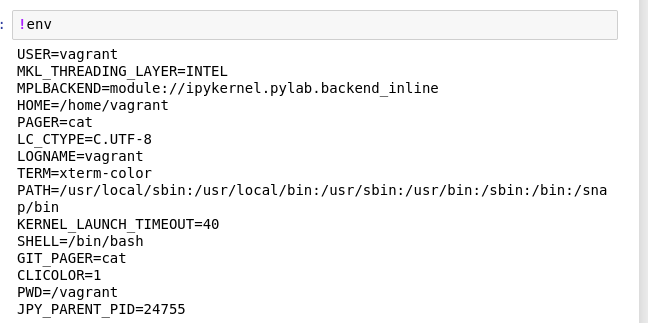 : !env
USER=vagrant
MKL_THREADING_LAYER=INTEL
MPLBACKEND=module://ipykernel.pylab.backend_inline
HOME=/home/vagrant
PAGER=cat
LC_CTYPE=C.UTF-8
LOGNAME=vagrant
TERM=xterm-color
PATH=/usr/local/sbin:/usr/local/bin:/usr/sbin:/usr/bin:/sbin:/bin:/sna
p/bin
KERNEL_LAUNCH_TIMEOUT=40
SHELL=/bin/bash
GIT_PAGER=cat
CLICOLOR=1
PWD=/vagrant
JPY_PARENT_PID=24755